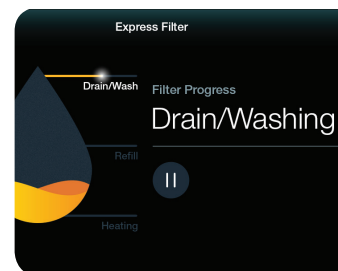 Express Filter
Drain/Wash
Filter Progress
Drain/Washing
Refill
Heating